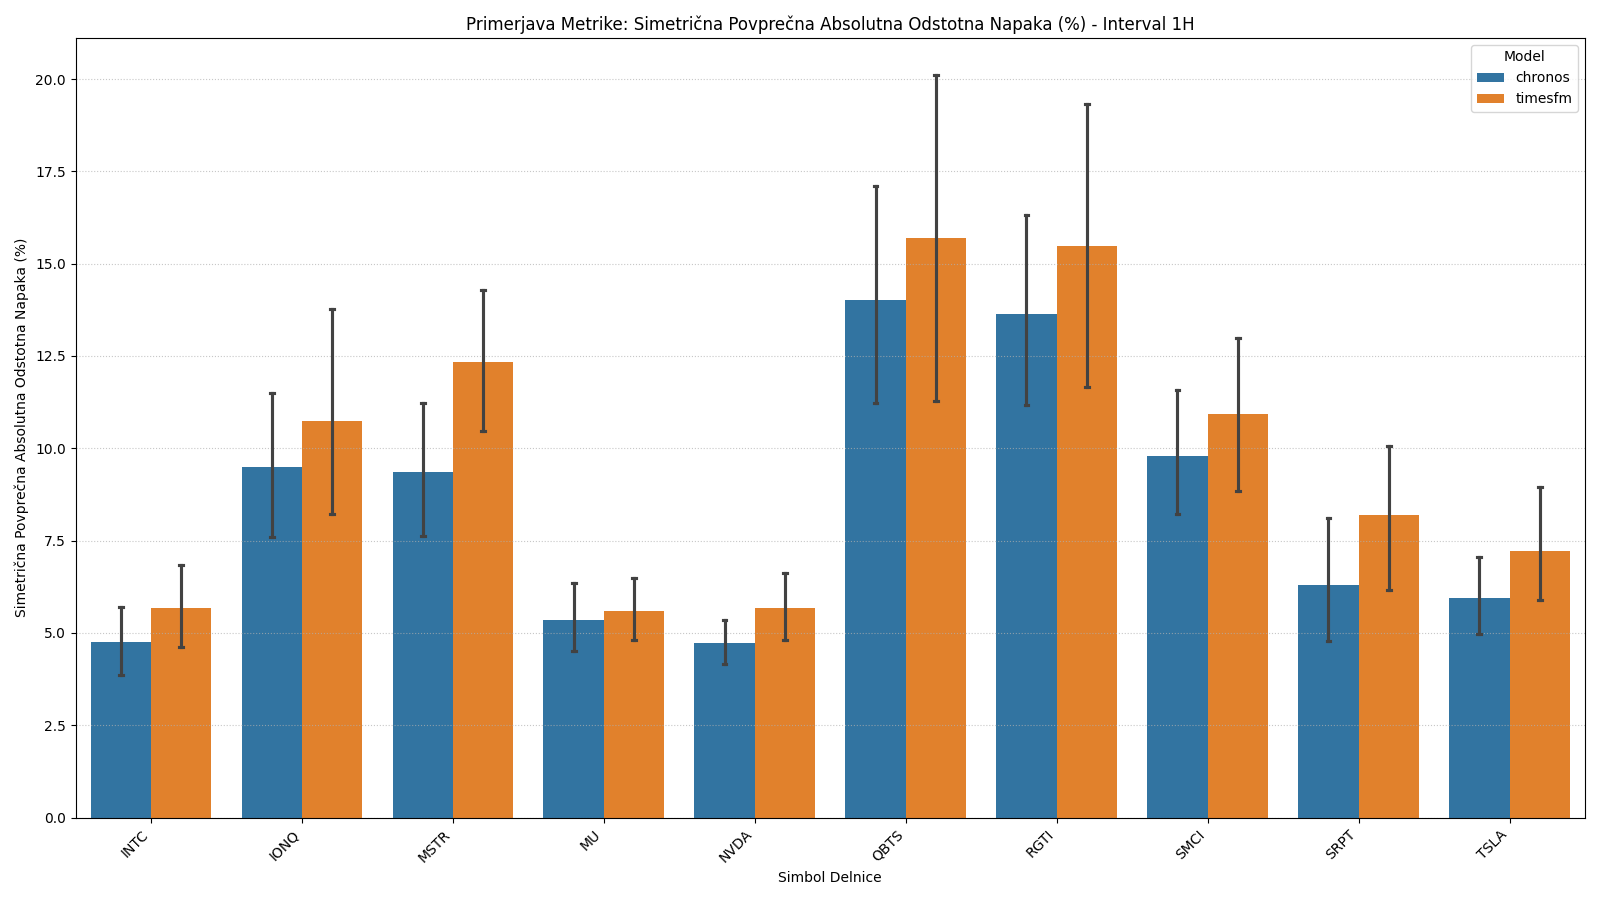 Primerjava Metrike: Simetrična Povprečna Absolutna Odstotna Napaka (%) - Interval 1H
Model
chronos
timesfm
Simetrična Povprečna Absolutna Odstotna Napaka (%)
20.0
17.5
15.0
12.5
10.0
7.5
5.0
2.5
0.0
INTC
IONQ
MSTR
MU
NVDA
QBTS
RGTI
SMCI
SRPT
TSLA
Simbol Delnice